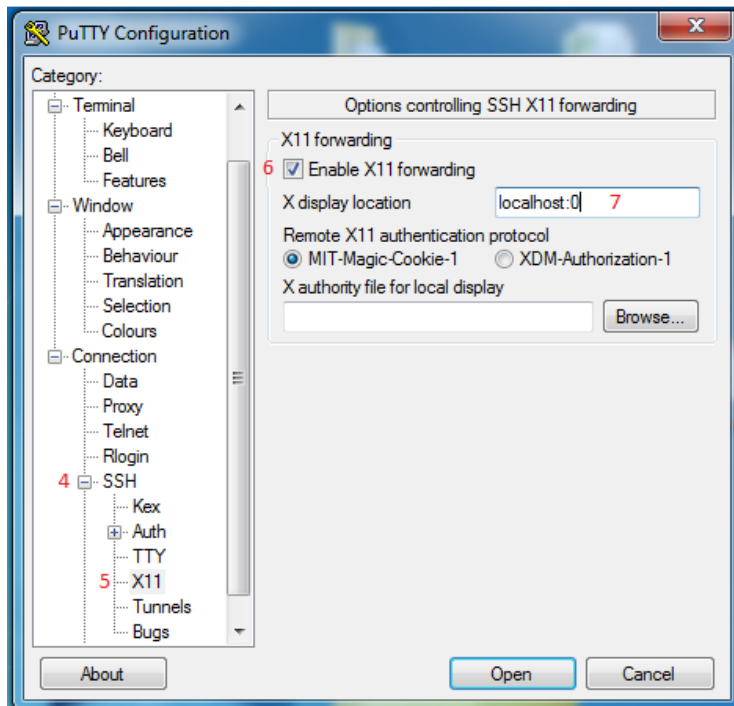 PuTTY Configuration
Category:
Terminal
Keyboard
Bell
Features
Window
Appearance
Behaviour
Translation
Selection
Colours
Connection
Data
Proxy
Telnet
Rlogin
4 SSH
Kex
Auth
TTY
5 X11
Tunnels
Bugs
Options controlling SSH X11 forwarding
X11 forwarding
6 Enable X11 forwarding
X display location localhost:0 7
Remote X11 authentication protocol
MIT-Magic-Cookie-1 XDM-Authorization-1
X authority file for local display
Browse...
About Open Cancel